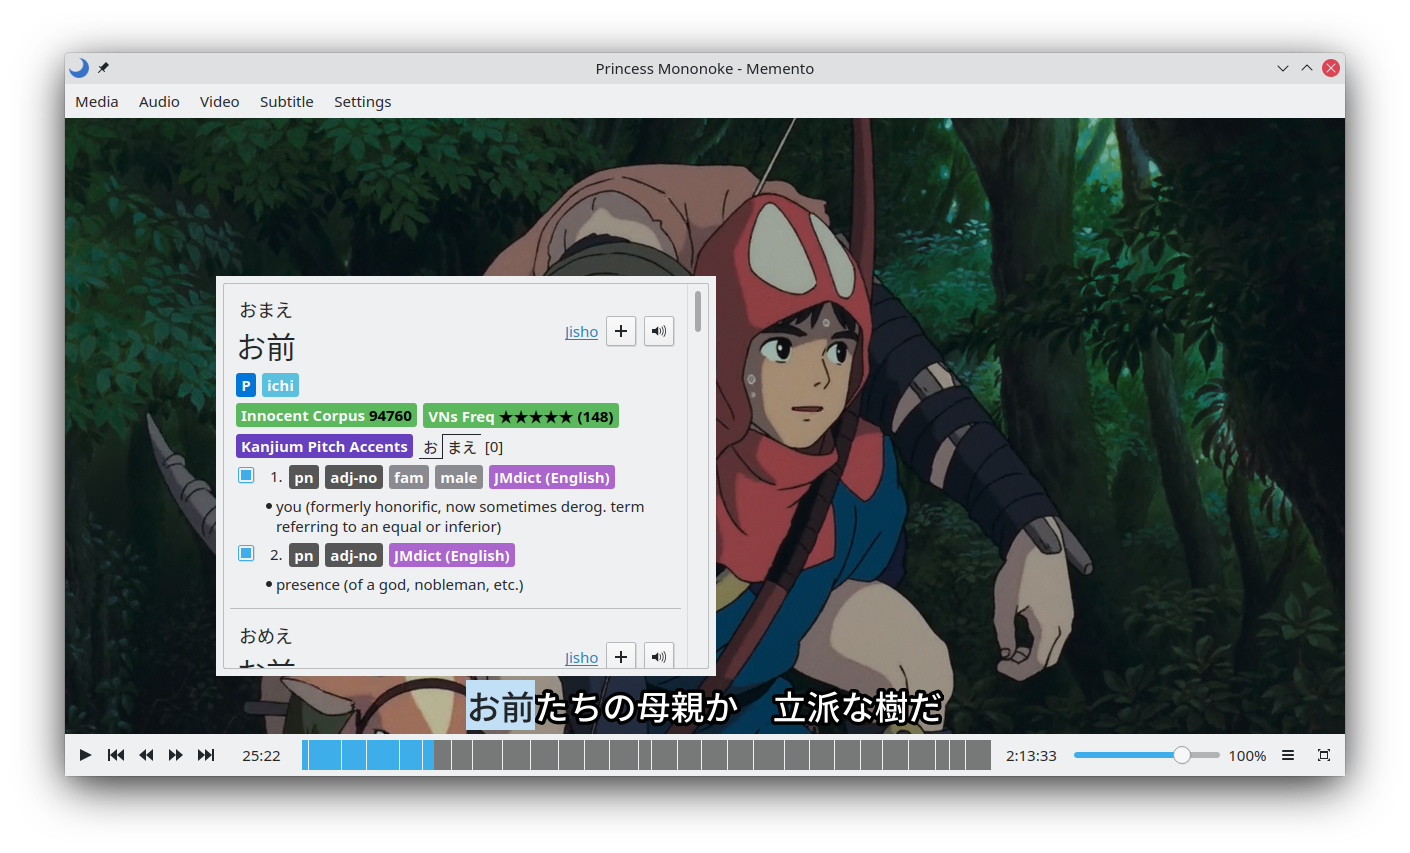 Princess Mononoke - Memento
Media Audio Video Subtitle Settings
おまえ
お前
Jisho
P ichi
Innocent Corpus 94760 VNs Freq ★★★★★ (148)
Kanjium Pitch Accents おまえ [0]
1. pn adj-no fam male JMdict (English)
• you (formerly honorific, now sometimes derog. term
referring to an equal or inferior)
2. pn adj-no JMdict (English)
• presence (of a god, nobleman, etc.)
おめえ
お前
Jisho
お前たちの母親か 立派な樹だ
25:22 2:13:33 100%